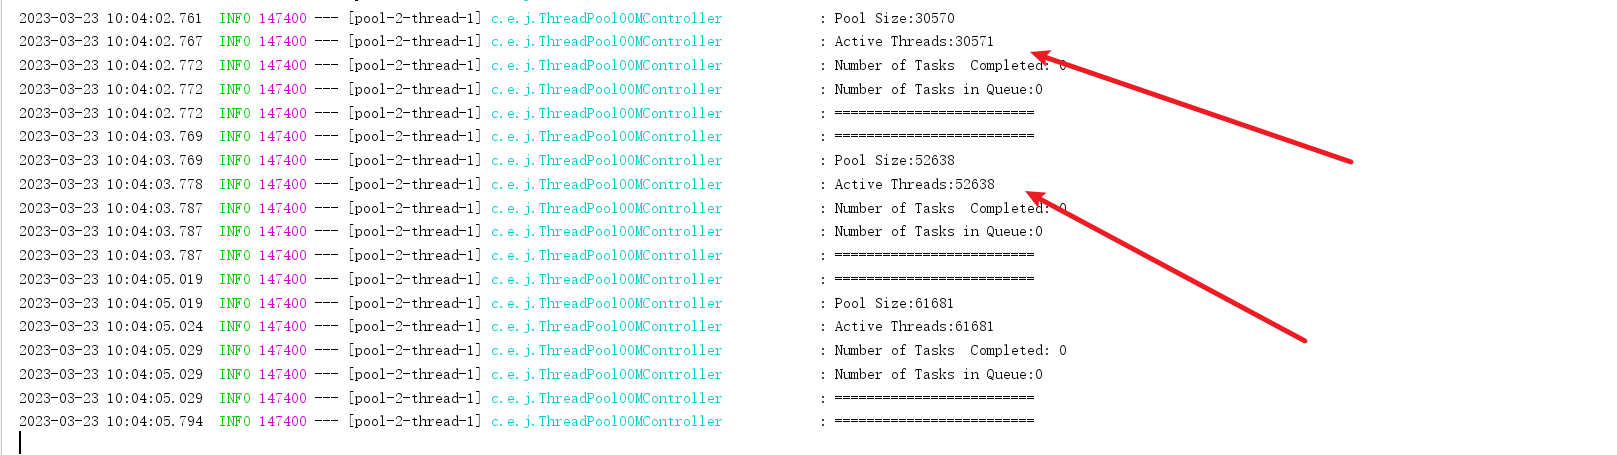 2023-03-23 10:04:02.761 INFO 147400 --- [pool-2-thread-1] c.e.j.ThreadPoolOOMController : Pool Size:30570
2023-03-23 10:04:02.767 INFO 147400 --- [pool-2-thread-1] c.e.j.ThreadPoolOOMController : Active Threads:30571
2023-03-23 10:04:02.772 INFO 147400 --- [pool-2-thread-1] c.e.j.ThreadPoolOOMController : Number of Tasks Completed: 0
2023-03-23 10:04:02.772 INFO 147400 --- [pool-2-thread-1] c.e.j.ThreadPoolOOMController : Number of Tasks in Queue:0
2023-03-23 10:04:02.772 INFO 147400 --- [pool-2-thread-1] c.e.j.ThreadPoolOOMController : =========================
2023-03-23 10:04:03.769 INFO 147400 --- [pool-2-thread-1] c.e.j.ThreadPoolOOMController : =========================
2023-03-23 10:04:03.769 INFO 147400 --- [pool-2-thread-1] c.e.j.ThreadPoolOOMController : Pool Size:52638
2023-03-23 10:04:03.778 INFO 147400 --- [pool-2-thread-1] c.e.j.ThreadPoolOOMController : Active Threads:52638
2023-03-23 10:04:03.787 INFO 147400 --- [pool-2-thread-1] c.e.j.ThreadPoolOOMController : Number of Tasks Completed: 0
2023-03-23 10:04:03.787 INFO 147400 --- [pool-2-thread-1] c.e.j.ThreadPoolOOMController : Number of Tasks in Queue:0
2023-03-23 10:04:03.787 INFO 147400 --- [pool-2-thread-1] c.e.j.ThreadPoolOOMController : =========================
2023-03-23 10:04:05.019 INFO 147400 --- [pool-2-thread-1] c.e.j.ThreadPoolOOMController : =========================
2023-03-23 10:04:05.019 INFO 147400 --- [pool-2-thread-1] c.e.j.ThreadPoolOOMController : Pool Size:61681
2023-03-23 10:04:05.024 INFO 147400 --- [pool-2-thread-1] c.e.j.ThreadPoolOOMController : Active Threads:61681
2023-03-23 10:04:05.029 INFO 147400 --- [pool-2-thread-1] c.e.j.ThreadPoolOOMController : Number of Tasks Completed: 0
2023-03-23 10:04:05.029 INFO 147400 --- [pool-2-thread-1] c.e.j.ThreadPoolOOMController : Number of Tasks in Queue:0
2023-03-23 10:04:05.029 INFO 147400 --- [pool-2-thread-1] c.e.j.ThreadPoolOOMController : =========================
2023-03-23 10:04:05.794 INFO 147400 --- [pool-2-thread-1] c.e.j.ThreadPoolOOMController : =========================